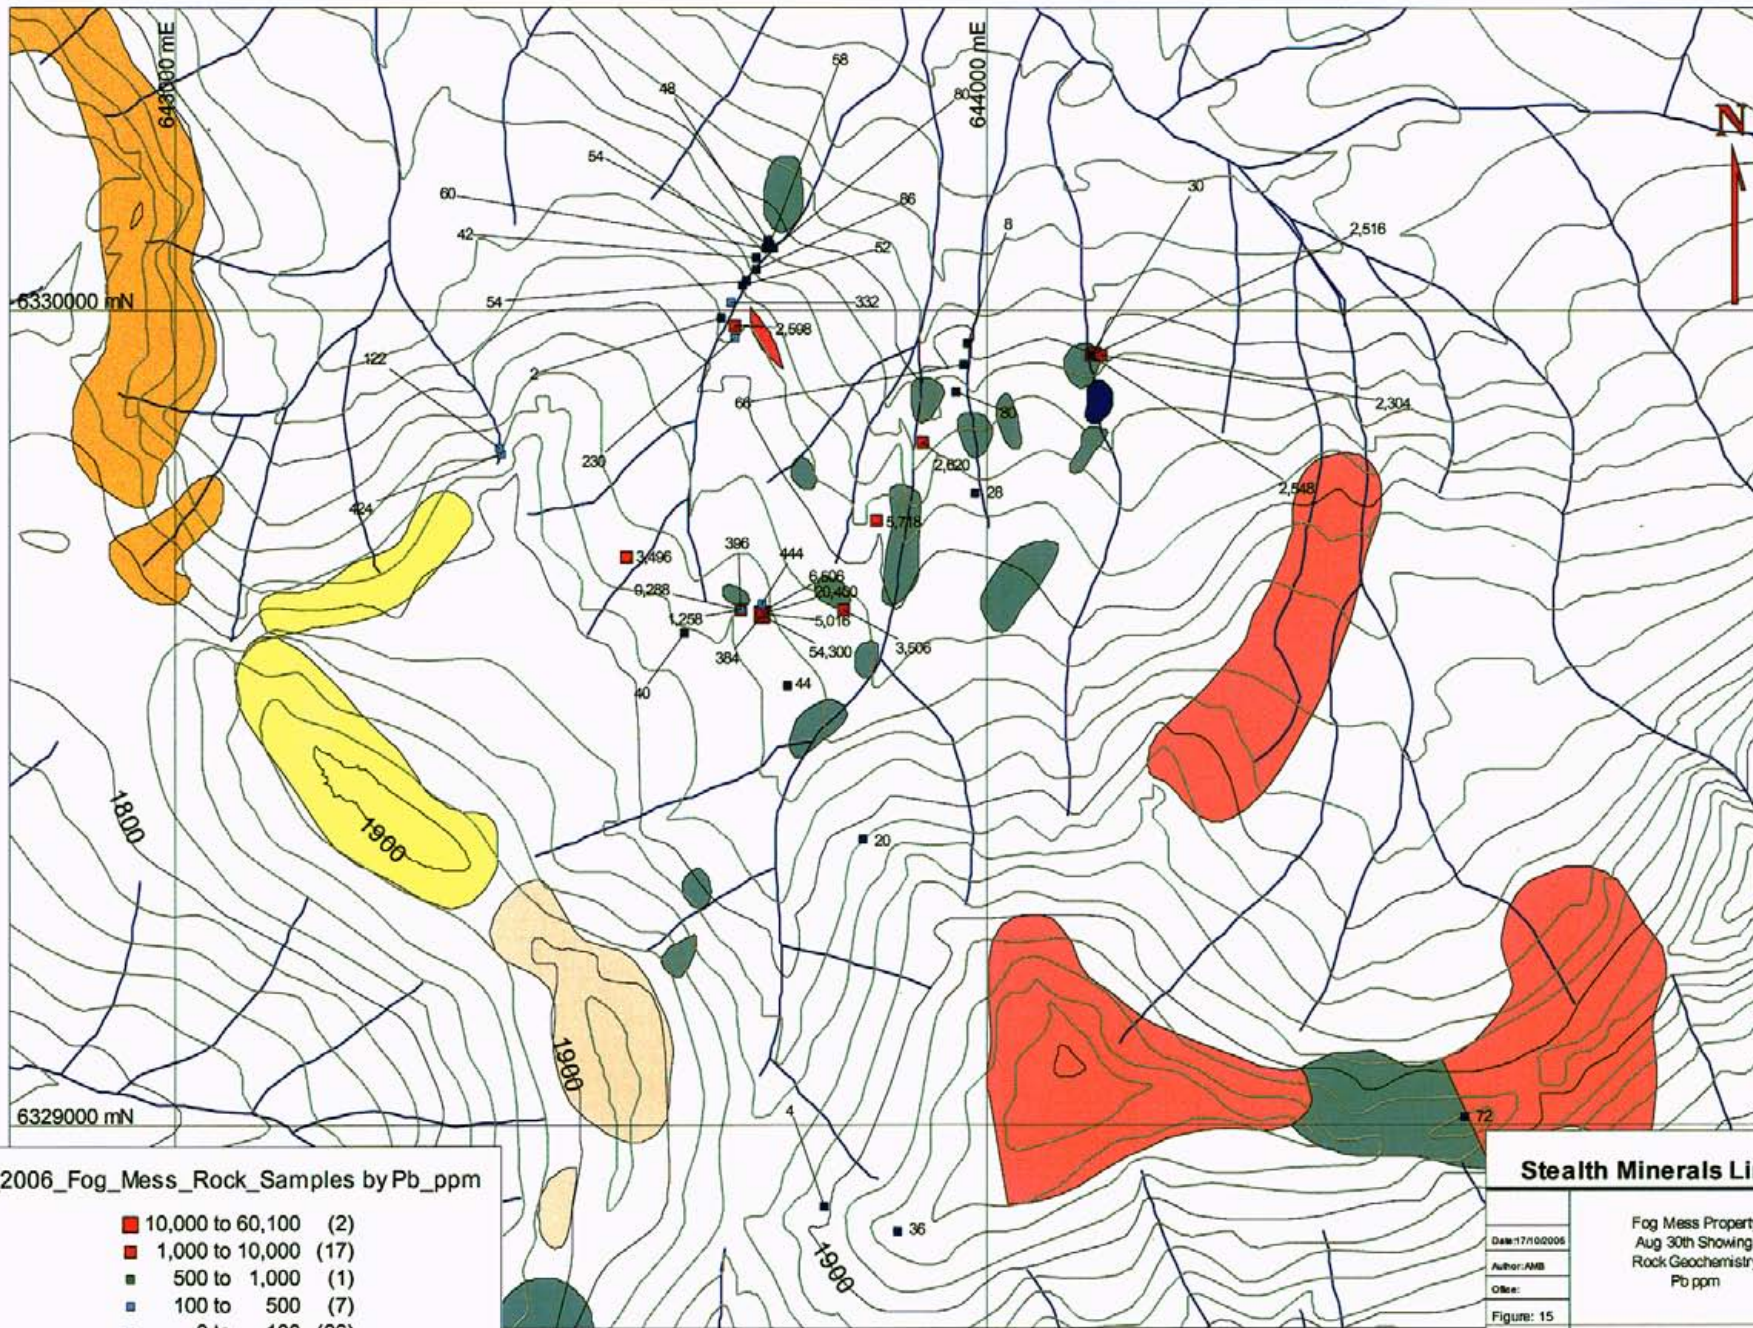 643000 mE
644000 mE
N
58
48
80
54
60
86
30
8
42
2,516
52
54
332
6330000 mN
2,598
122
2
66
80
2,304
230
2,620
2,548
28
424
5,718
396
444
3,496
6,606
9,288
20,400
1,258
5,016
3,506
54,300
384
44
40
1800
1900
20
1900
4
6329000 mN
72
36
1900
2006_Fog_Mess_Rock_Samples by Pb_ppm
10,000 to 60,100 (2)
1,000 to 10,000 (17)
500 to 1,000 (1)
100 to 500 (7)
Stealth Minerals Li
Fog Mess Propert
Date:17/10/2006
Aug 30th Showing
Author:AMB
Rock Geochemistry
Pb ppm
Office:
Figure: 15